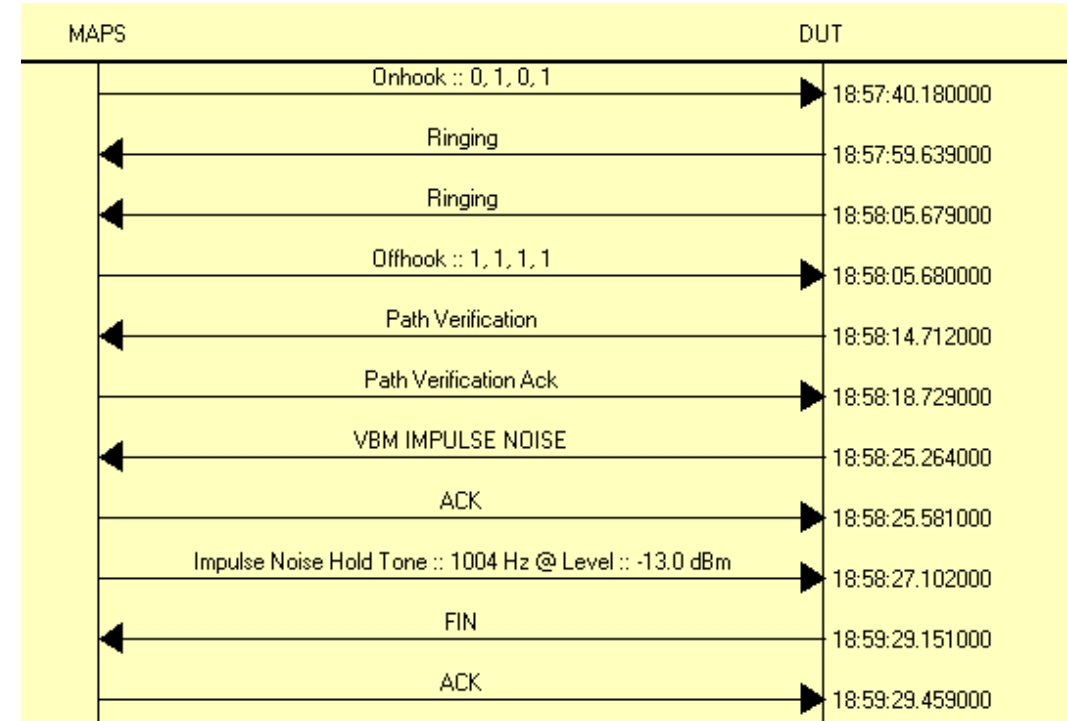 MAPS DUT
Onhook :: 0, 1, 0, 1
18:57:40.180000
Ringing
18:57:59.639000
Ringing
18:58:05.679000
Offhook :: 1, 1, 1, 1
18:58:05.680000
Path Verification
18:58:14.712000
Path Verification Ack
18:58:18.729000
VBM IMPULSE NOISE
18:58:25.264000
ACK
18:58:25.581000
Impulse Noise Hold Tone :: 1004 Hz @ Level :: -13.0 dBm
18:58:27.102000
FIN
18:59:29.151000
ACK
18:59:29.459000